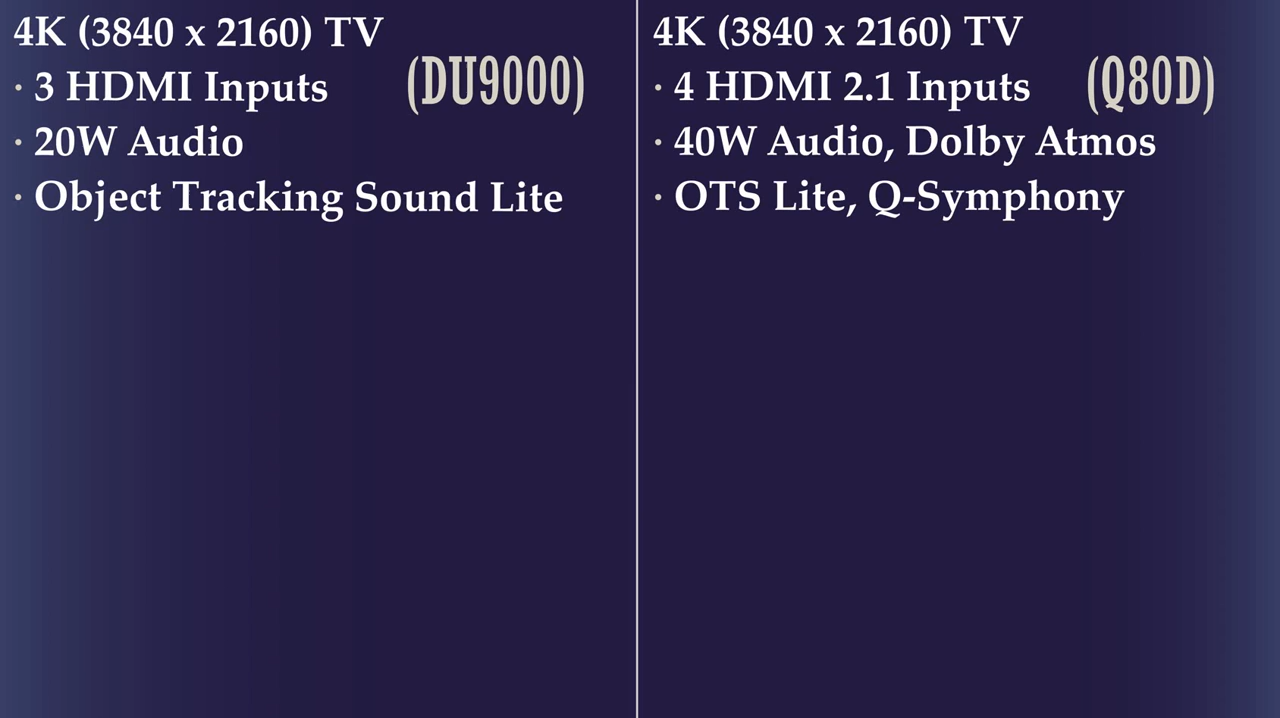 4K (3840 x 2160) TV
· 3 HDMI Inputs
(DU9000)
· 20W Audio
· Object Tracking Sound Lite
4K (3840 x 2160) TV
· 4 HDMI 2.1 Inputs
(Q80D)
· 40W Audio, Dolby Atmos
· OTS Lite, Q-Symphony